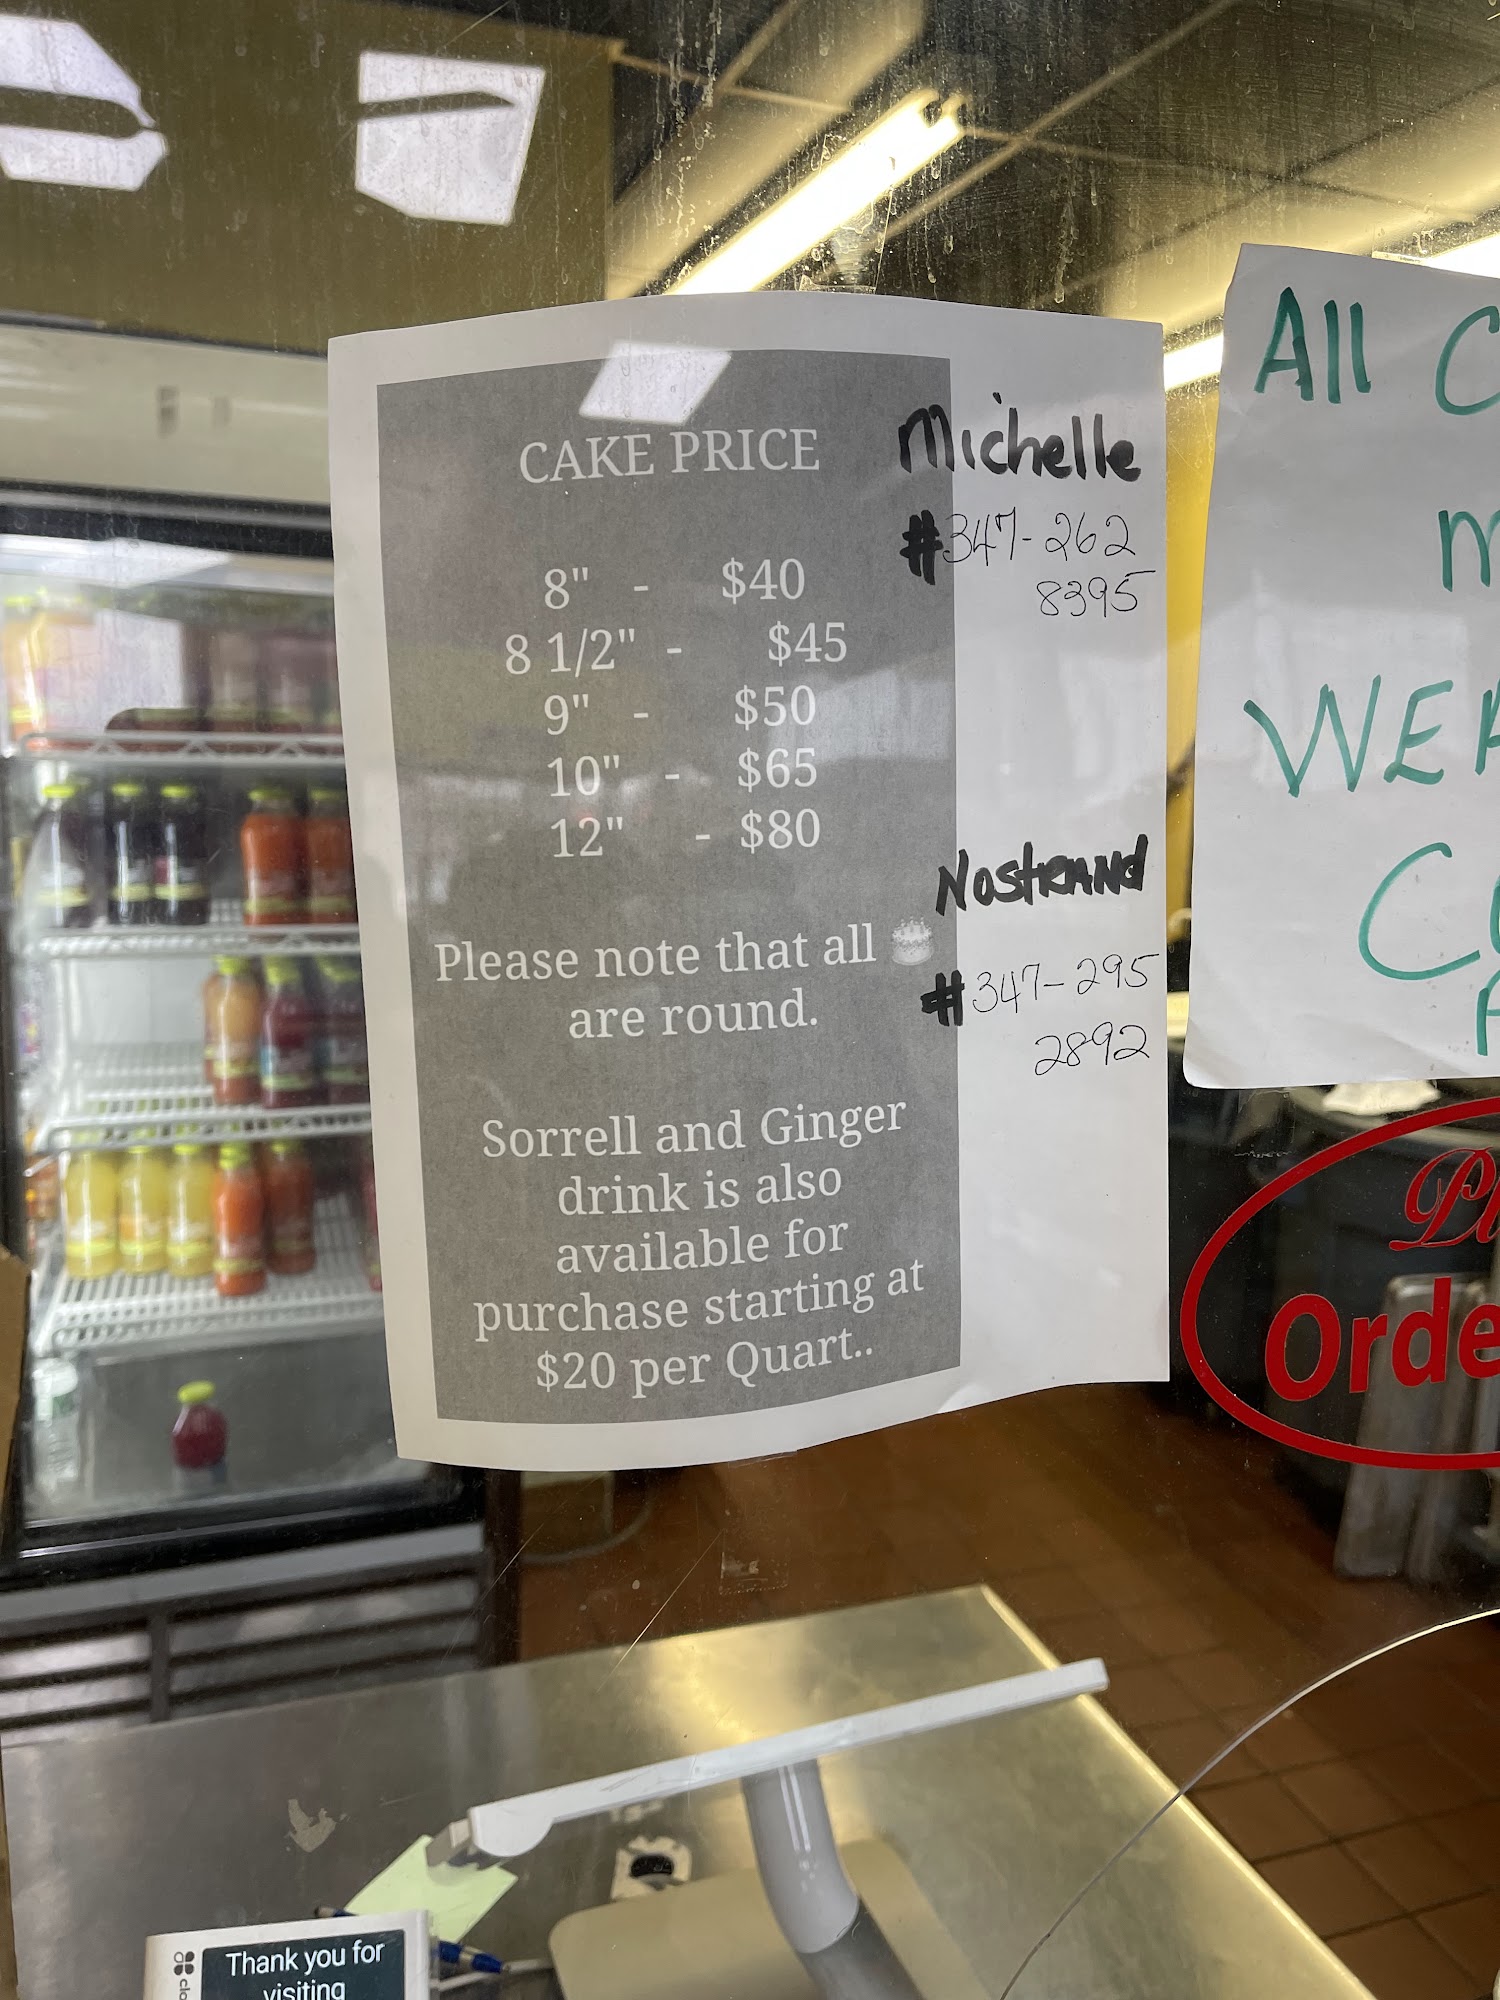 CAKE PRICE
8" - $40
8 1/2" - $45
9" - $50
10" - $65
12" - $80
Please note that all 🎂
are round.
Sorrell and Ginger
drink is also
available for
purchase starting at
$20 per Quart..
Michelle
#347-262
8395
Nostrand
#347-295
2892
All
Orde
Thank you for
visiting